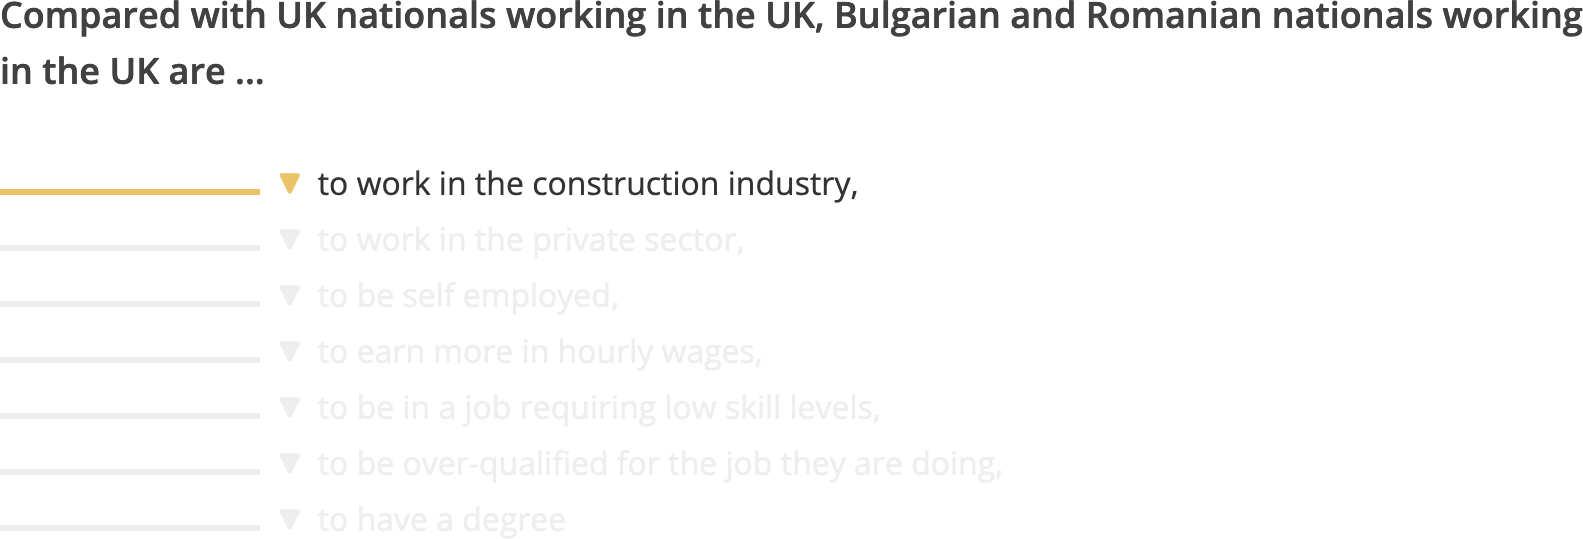 Compared with UK nationals working in the UK, Bulgarian and Romanian nationals working
in the UK are ...
to work in the construction industry,
to work in the private sector,
to be self employed,
to earn more in hourly wages,
to be in a job requiring low skill levels,
to be over-qualified for the job they are doing,
to have a degree